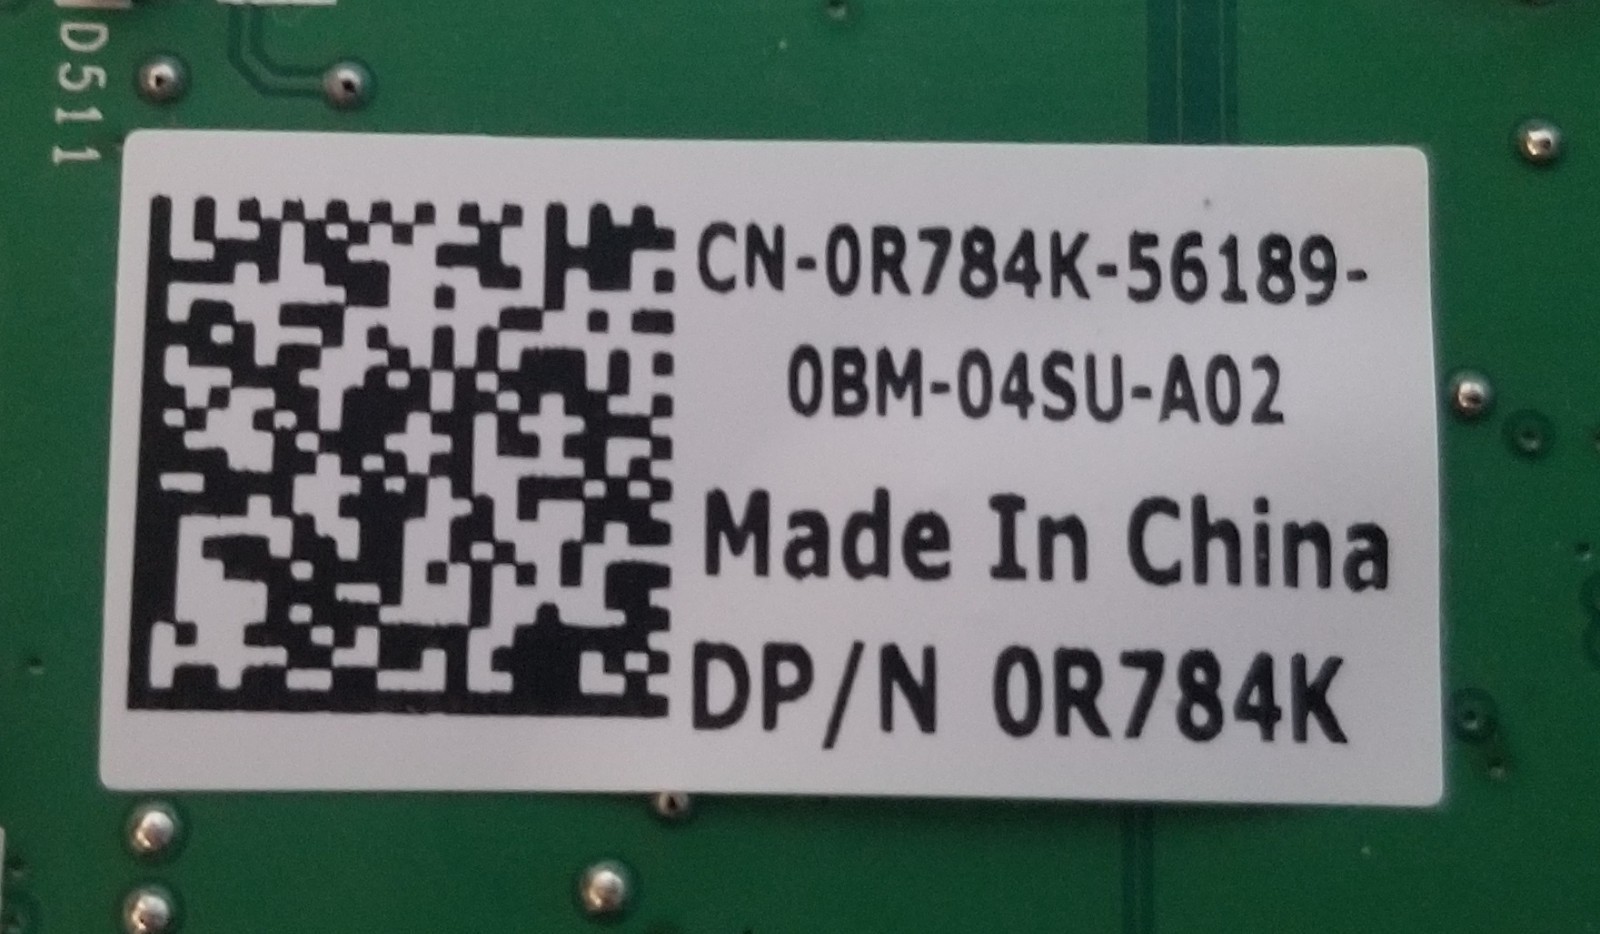 D511
CN-0R784K-56189-
0BM-04SU-A02
Made In China
DP/N 0R784K